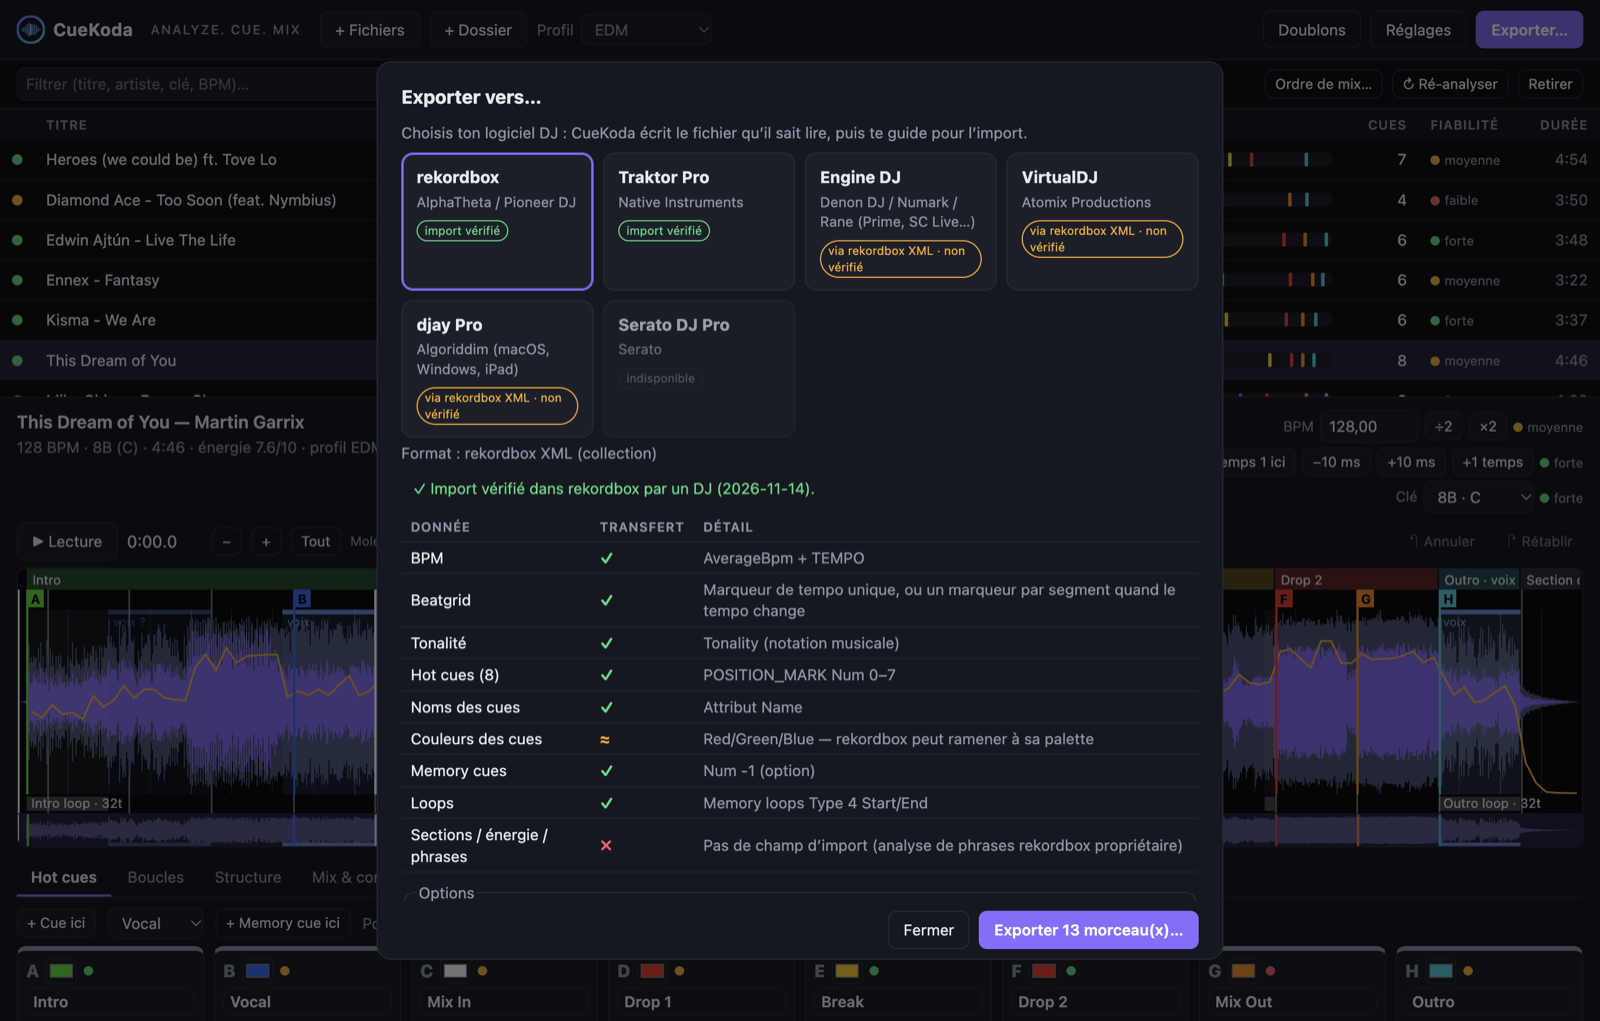 CueKoda ANALYZE. CUE. MIX + Fichiers + Dossier Profil EDM Doublons Réglages Exporter...
Filtrer (titre, artiste, clé, BPM)... Ordre de mix... Ré-analyser Retirer
TITRE CUES FIABILITÉ DURÉE
Heroes (we could be) ft. Tove Lo 7 moyenne 4:54
Diamond Ace - Too Soon (feat. Nymbius) 4 faible 3:50
Edwin Ajtún - Live The Life 6 forte 3:48
Ennex - Fantasy 6 moyenne 3:22
Kisma - We Are 6 forte 3:37
This Dream of You 8 moyenne 4:46
Exporter vers...
Choisis ton logiciel DJ : CueKoda écrit le fichier qu’il sait lire, puis te guide pour l’import.
rekordbox
AlphaTheta / Pioneer DJ
import vérifié
Traktor Pro
Native Instruments
import vérifié
Engine DJ
Denon DJ / Numark /
Rane (Prime, SC Live...)
via rekordbox XML · non
vérifié
VirtualDJ
Atomix Productions
via rekordbox XML · non
vérifié
djay Pro
Algoriddim (macOS,
Windows, iPad)
via rekordbox XML · non
vérifié
Serato DJ Pro
Serato
indisponible
Format : rekordbox XML (collection)
✓ Import vérifié dans rekordbox par un DJ (2026-11-14).
DONNÉE TRANSFERT DÉTAIL
BPM ✓ AverageBpm + TEMPO
Beatgrid ✓ Marqueur de tempo unique, ou un marqueur par segment quand le
tempo change
Tonalité ✓ Tonality (notation musicale)
Hot cues (8) ✓ POSITION_MARK Num 0–7
Noms des cues ✓ Attribut Name
Couleurs des cues ≈ Red/Green/Blue — rekordbox peut ramener à sa palette
Memory cues ✓ Num -1 (option)
Loops ✓ Memory loops Type 4 Start/End
Sections / énergie /
phrases ✕ Pas de champ d’import (analyse de phrases rekordbox propriétaire)
Options
Fermer Exporter 13 morceau(x)...
This Dream of You — Martin Garrix
128 BPM · 8B (C) · 4:46 · énergie 7.6/10 · profil EDM
BPM 128,00 ÷2 ×2 moyenne
emps 1 ici −10 ms +10 ms +1 temps forte
Clé 8B · C forte
Lecture 0:00.0 − + Tout Mole Annuler Rétablir
Intro Drop 2 Outro · voix Section
A B F G H
voix ? voix voix
Intro loop · 32t Outro loop · 32t
Hot cues Boucles Structure Mix & co
+ Cue ici Vocal + Memory cue ici Po
A B C D E F G H
Intro Vocal Mix In Drop 1 Break Drop 2 Mix Out Outro